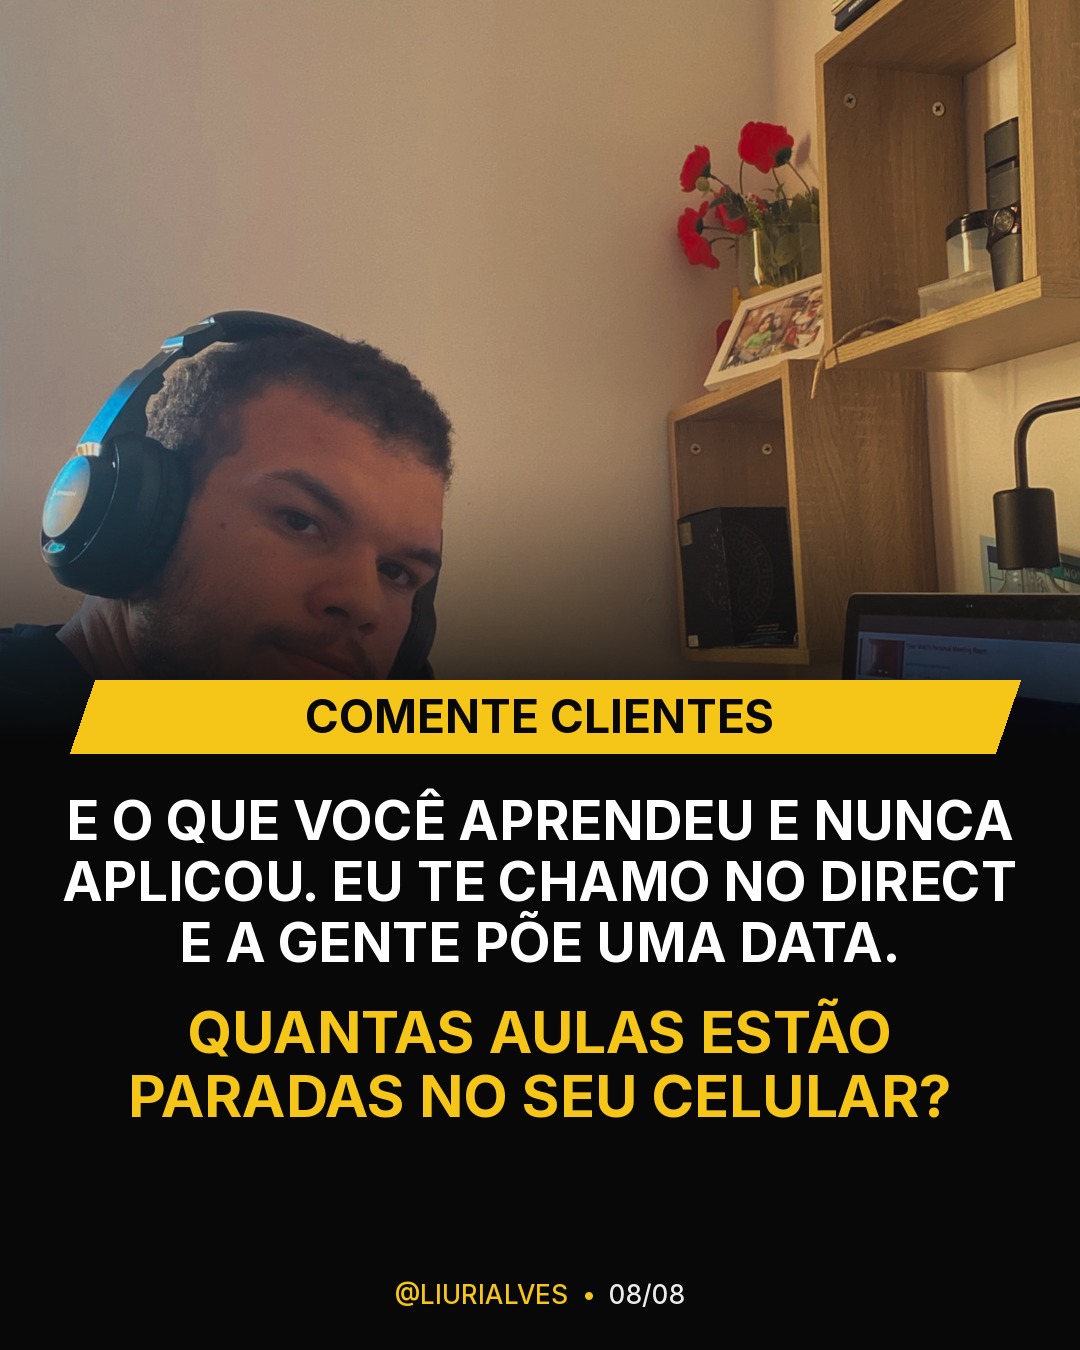 COMENTE CLIENTES
E O QUE VOCÊ APRENDEU E NUNCA
APLICOU. EU TE CHAMO NO DIRECT
E A GENTE PÕE UMA DATA.
QUANTAS AULAS ESTÃO
PARADAS NO SEU CELULAR?
@LIURIALVES • 08/08